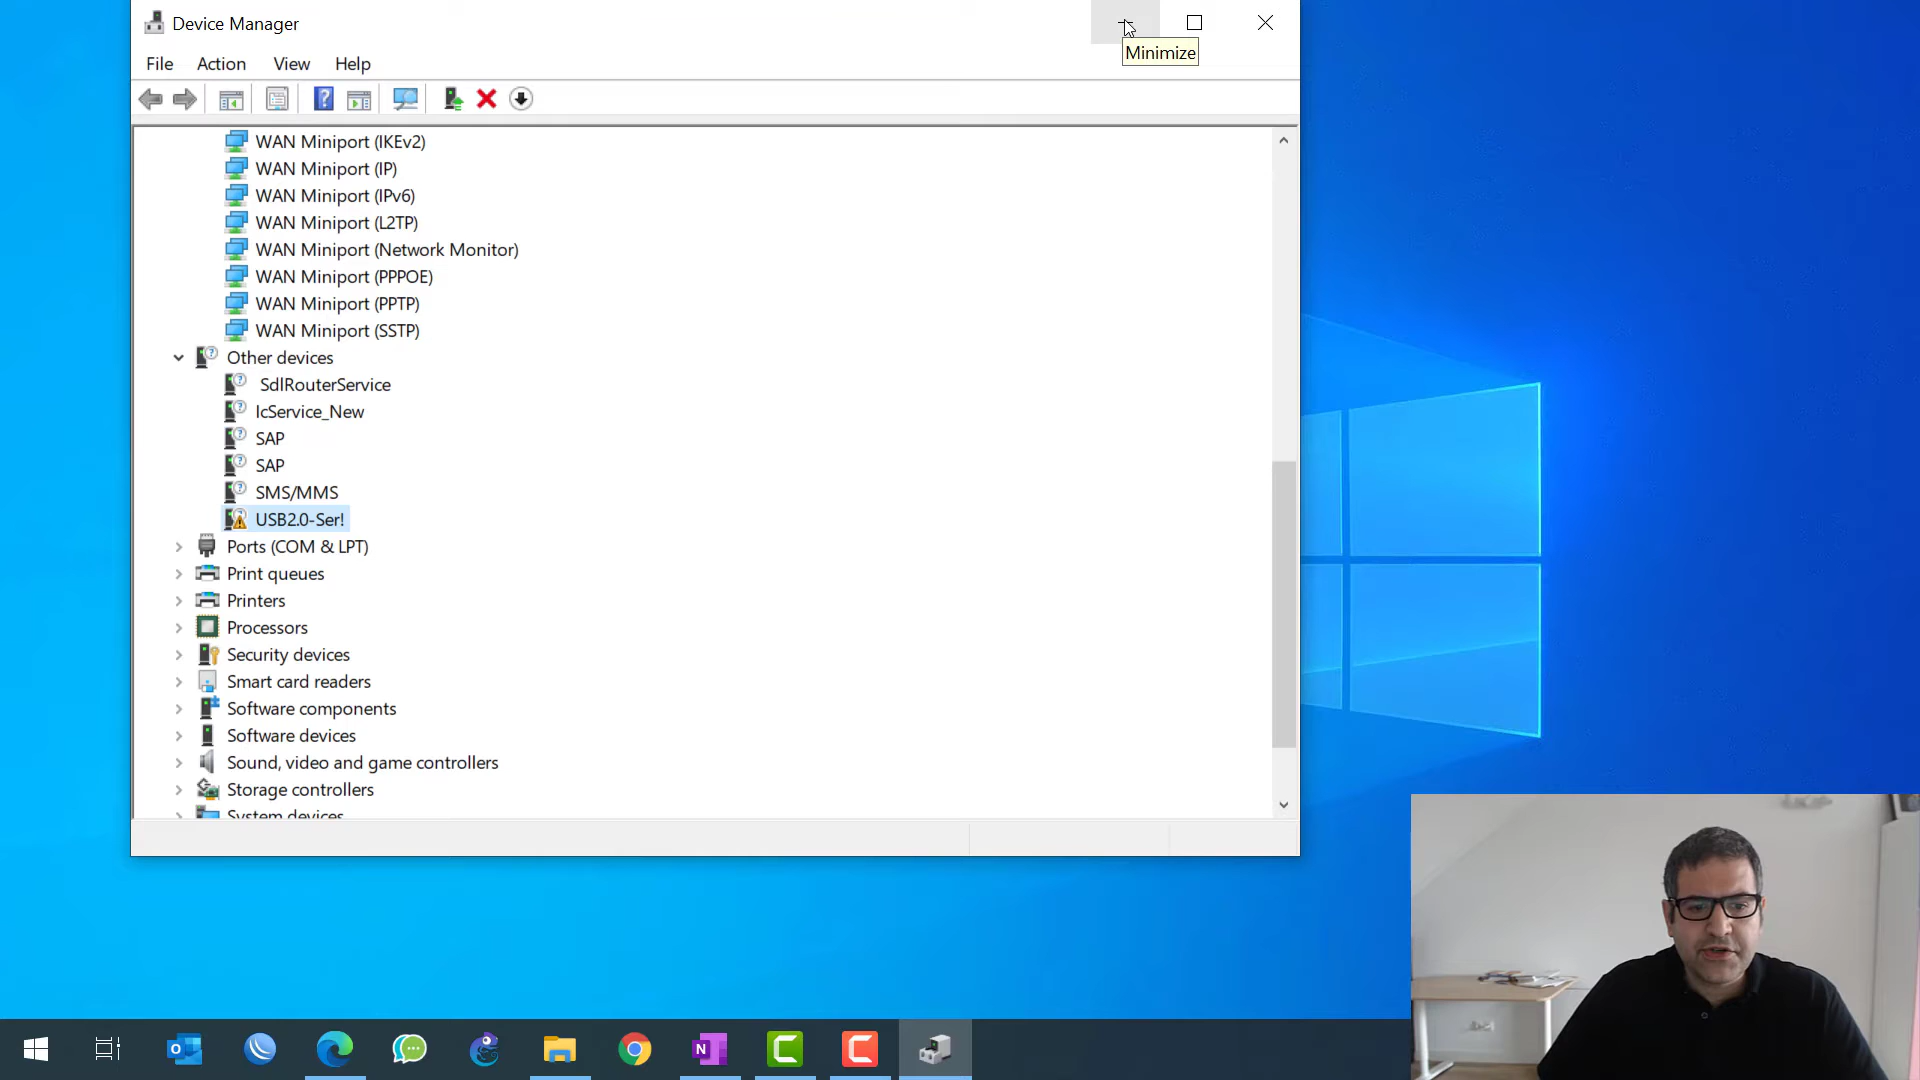 Device Manager
Minimize
File Action View Help
WAN Miniport (IKEv2)
WAN Miniport (IP)
WAN Miniport (IPv6)
WAN Miniport (L2TP)
WAN Miniport (Network Monitor)
WAN Miniport (PPPOE)
WAN Miniport (PPTP)
WAN Miniport (SSTP)
Other devices
SdlRouterService
IcService_New
SAP
SAP
SMS/MMS
USB2.0-Ser!
Ports (COM & LPT)
Print queues
Printers
Processors
Security devices
Smart card readers
Software components
Software devices
Sound, video and game controllers
Storage controllers
System devices